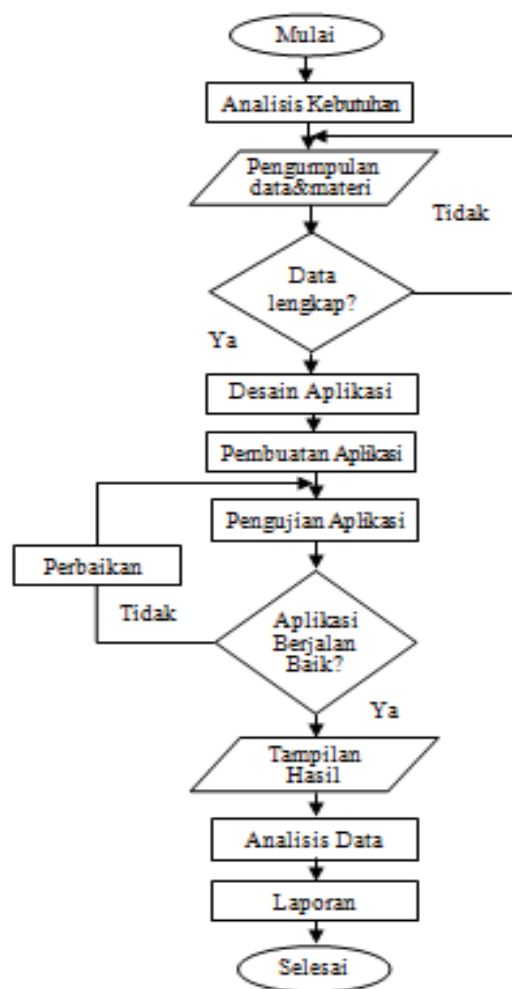 Mulai
Analisis Kebutuhan
Pengumpulan
data&materi
Tidak
Data
lengkap?
Ya
Desain Aplikasi
Pembuatan Aplikasi
Pengujian Aplikasi
Perbaikan
Tidak
Aplikasi
Berjalan
Baik?
Ya
Tampilan
Hasil
Analisis Data
Laporan
Selesai